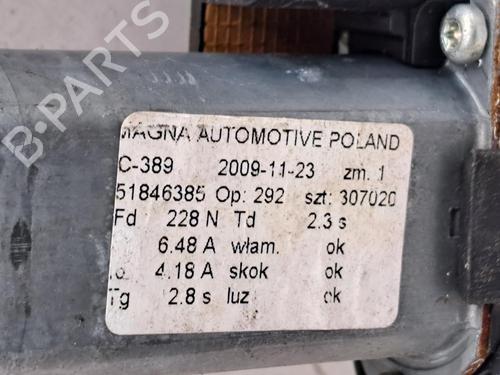 MAGNA AUTOMOTIVE POLAND
C-389 2009-11-23 zm. 1
51846385 Op: 292 szt: 307020
Fd 228 N Td 2.3 s
6.48 A włam. ok
4.18 A skok ok
Tg 2.8 s luz ok
B-PARTS